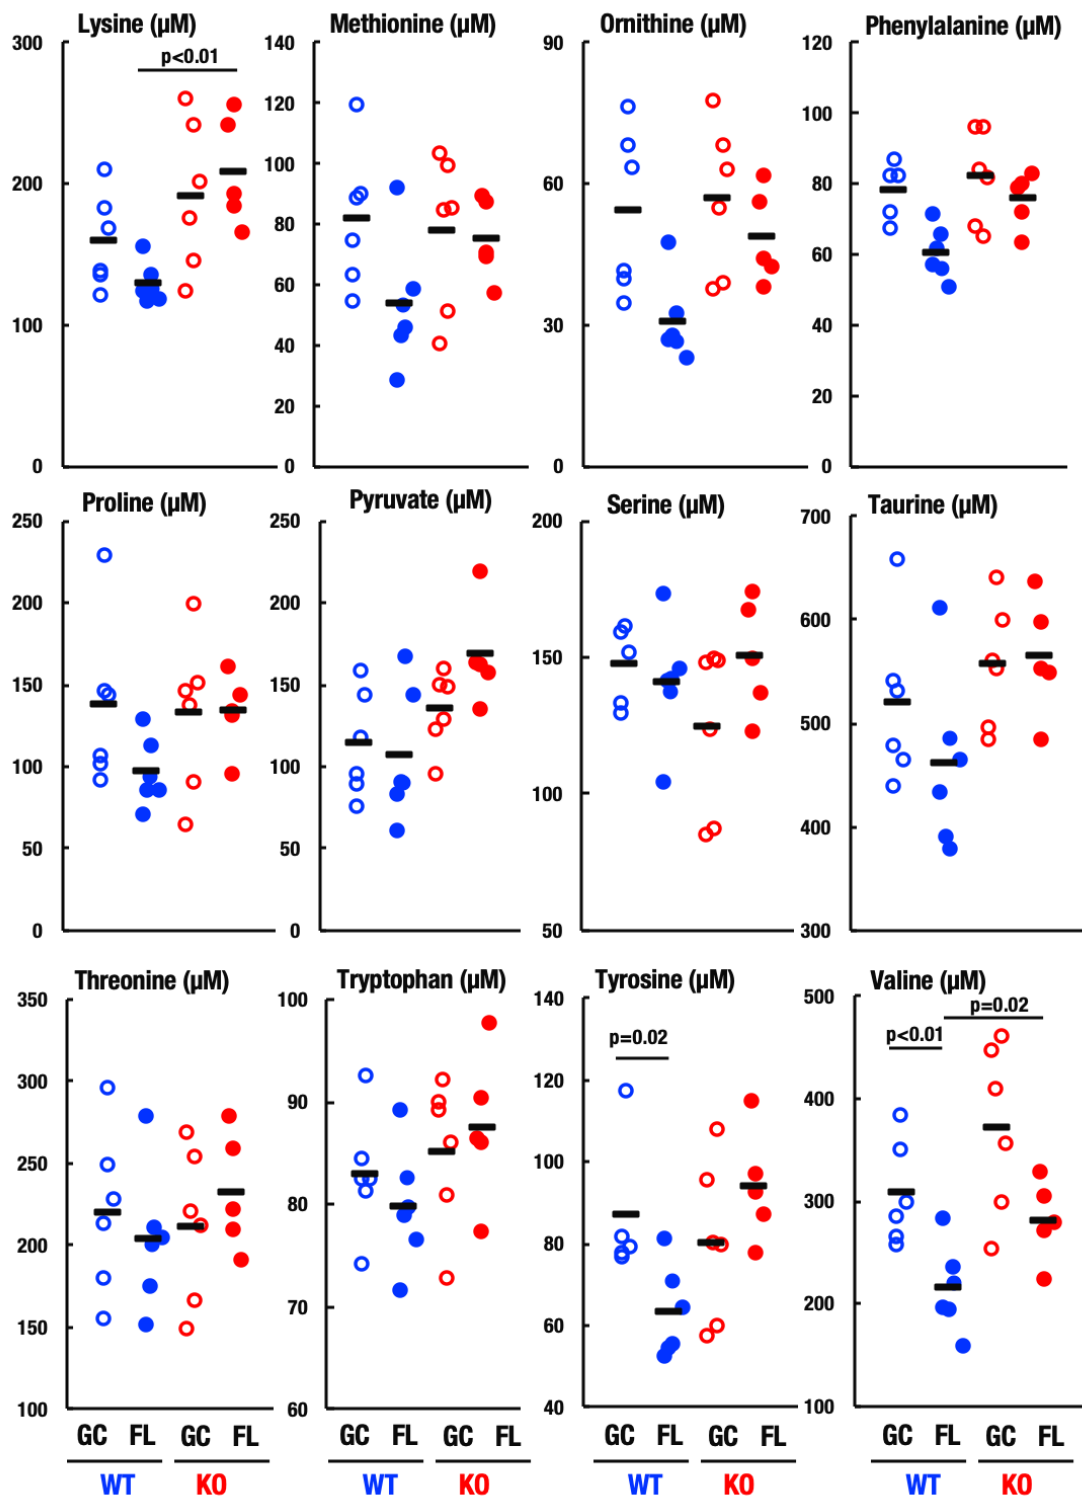 Lysine (µM) Methionine (µM) Ornithine (µM) Phenylalanine (µM)
300 140 90 120
p<0.01
120 100
100
200 60 80
80
60 60
100 30 40
40
20 20
0 0 0 0
Proline (µM) Pyruvate (µM) Serine (µM) Taurine (µM)
250 250 200 700
200 200 600
150 150 150
500
100 100 100
400
50 50
0 0 50 300
Threonine (µM) Tryptophan (µM) Tyrosine (µM) Valine (µM)
350 100 140 500
p=0.02
p=0.02 p<0.01
300 120
90 400
250 100
80 300
200 80
70 200
150 60
100 60 40 100
GC FL GC FL GC FL GC FL GC FL GC FL GC FL GC FL
WT KO WT KO WT KO WT KO